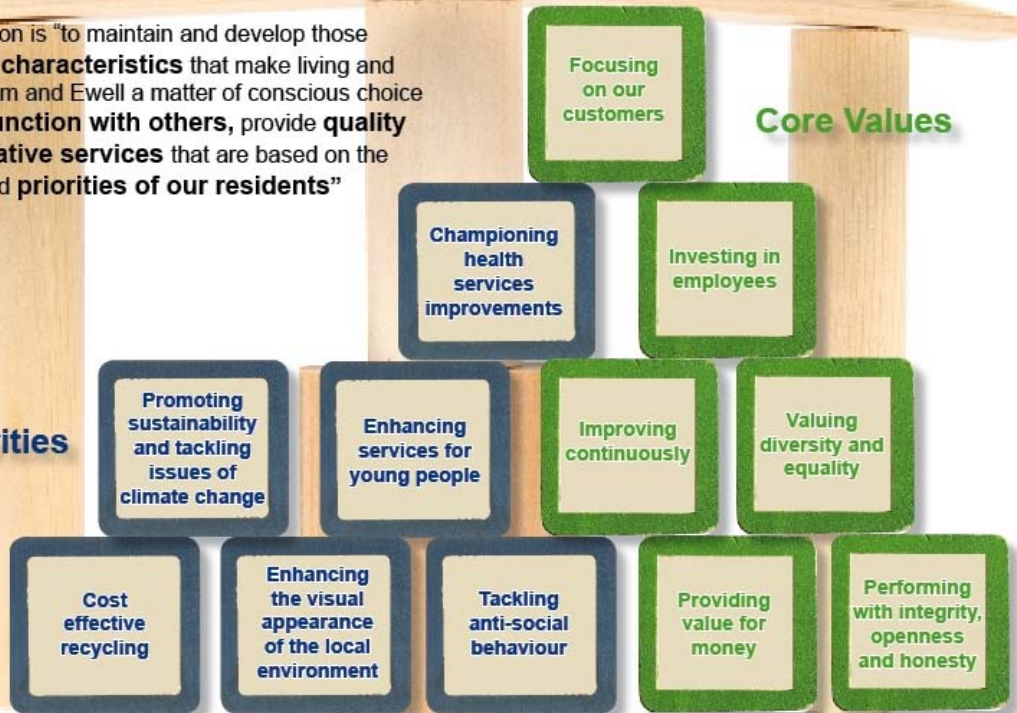 on is “to maintain and develop those
characteristics that make living and
m and Ewell a matter of conscious choice
unction with others, provide quality
ative services that are based on the
d priorities of our residents”
Focusing
on our
customers
Core Values
Championing
health
services
improvements
Investing in
employees
ities
Promoting
sustainability
and tackling
issues of
climate change
Enhancing
services for
young people
Improving
continuously
Valuing
diversity and
equality
Cost
effective
recycling
Enhancing
the visual
appearance
of the local
environment
Tackling
anti-social
behaviour
Providing
value for
money
Performing
with integrity,
openness
and honesty